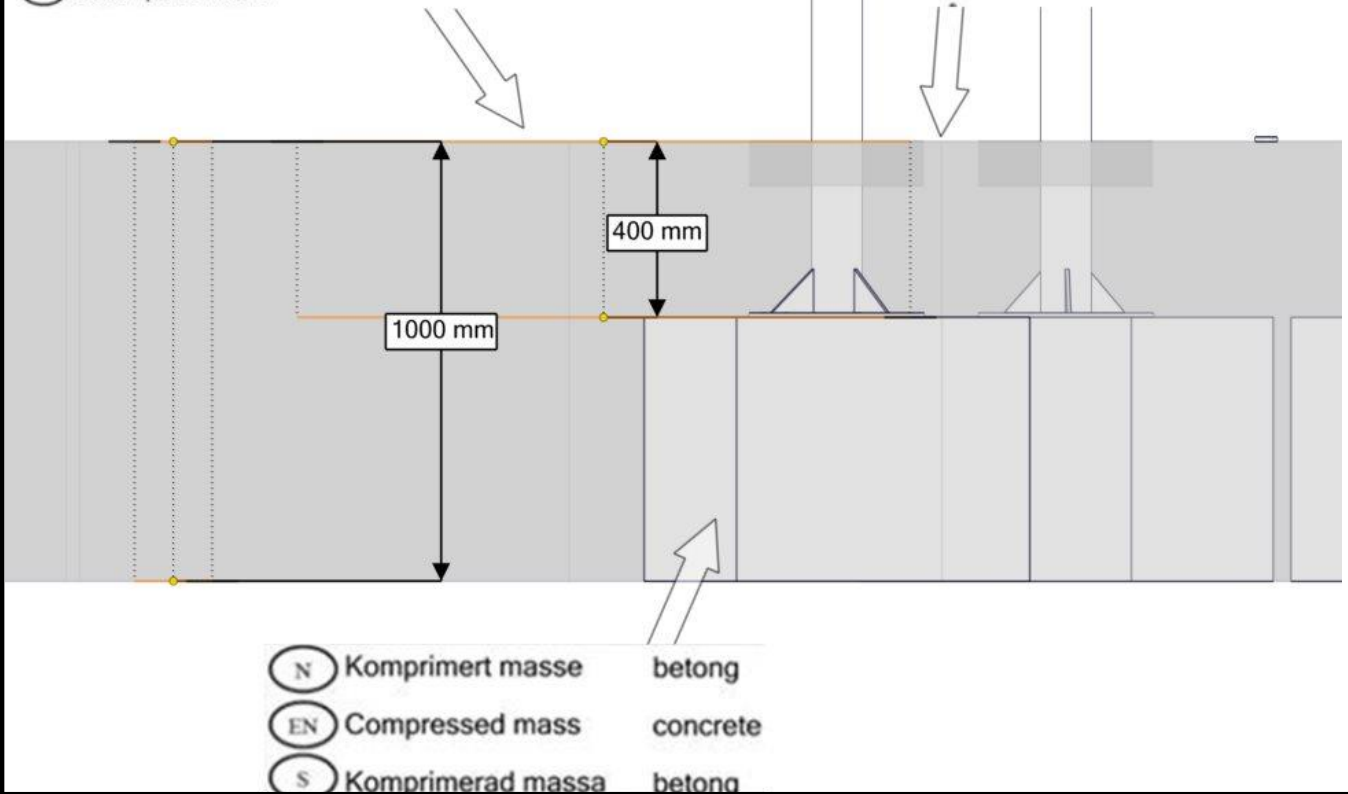 400 mm
1000 mm
N Komprimert masse betong
EN Compressed mass concrete
S Komprimerad massa betong